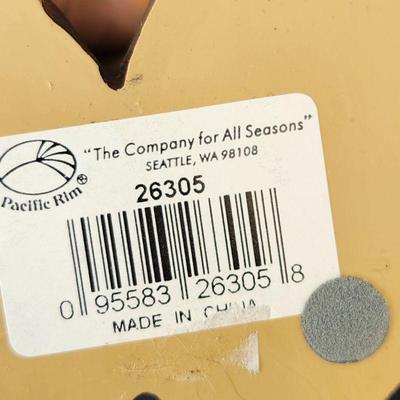 "The Company for All Seasons"
SEATTLE, WA 98108
Pacific Rim®
26305
0 95583 26305 8
MADE IN CHINA